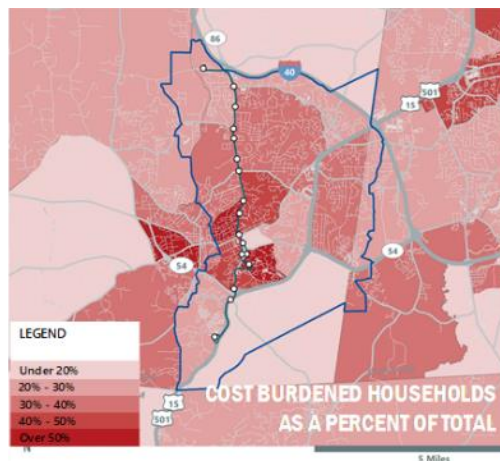 86
40
501
15
54
54
LEGEND
Under 20%
20% - 30%
30% - 40%
40% - 50%
Over 50%
15
501
COST BURDENED HOUSEHOLDS
AS A PERCENT OF TOTAL
N
5 Miles